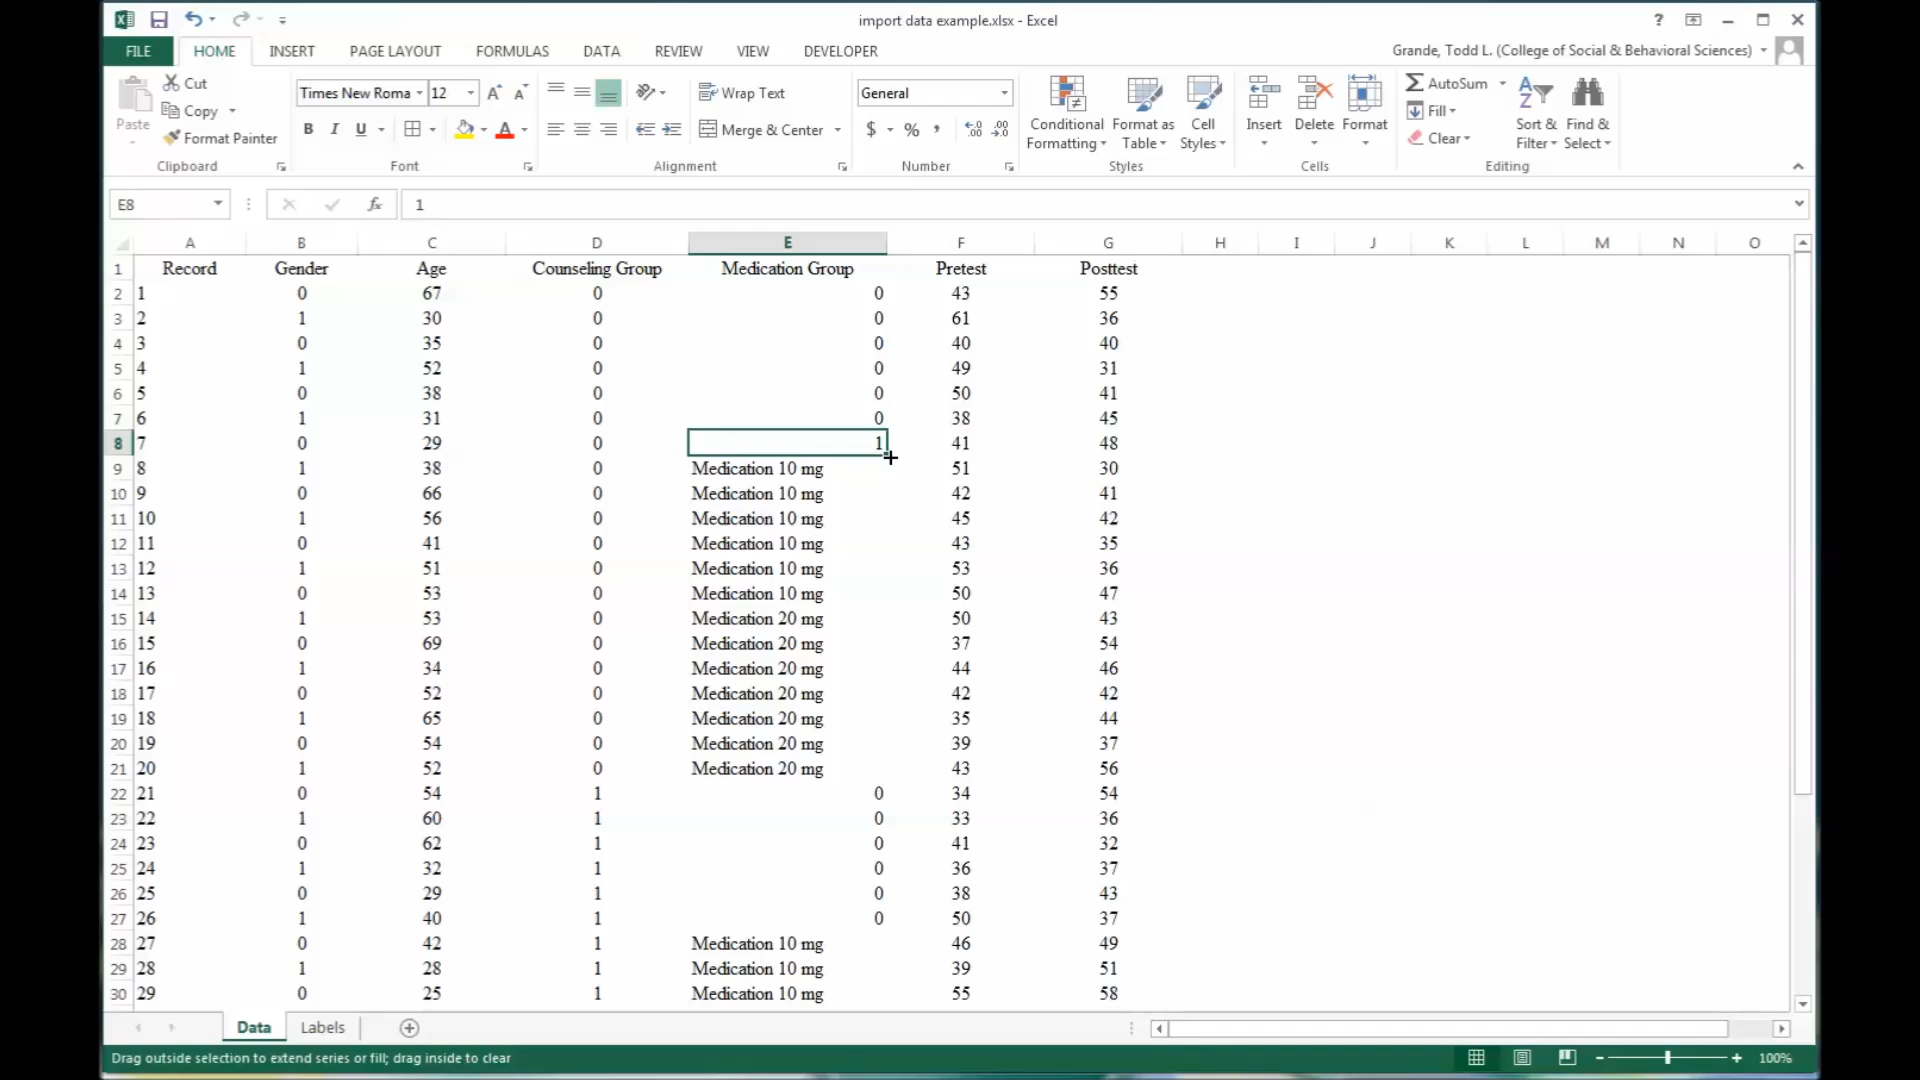 import data example.xlsx - Excel
?
FILE HOME INSERT PAGE LAYOUT FORMULAS DATA REVIEW VIEW DEVELOPER Grande, Todd L. (College of Social & Behavioral Sciences)
Paste Cut Copy Format Painter
Clipboard
Times New Roma 12
B I U
Font
Wrap Text
Merge & Center
Alignment
General
$ % ,
Number
Conditional Formatting Format as Table Cell Styles
Styles
Insert Delete Format
Cells
AutoSum Fill Clear Sort & Filter Find & Select
Editing
E8 fx 1
A B C D E F G H I J K L M N O
1 Record Gender Age Counseling Group Medication Group Pretest Posttest
2 1 0 67 0 0 43 55
3 2 1 30 0 0 61 36
4 3 0 35 0 0 40 40
5 4 1 52 0 0 49 31
6 5 0 38 0 0 50 41
7 6 1 31 0 0 38 45
8 7 0 29 0 1 41 48
9 8 1 38 0 Medication 10 mg 51 30
10 9 0 66 0 Medication 10 mg 42 41
11 10 1 56 0 Medication 10 mg 45 42
12 11 0 41 0 Medication 10 mg 43 35
13 12 1 51 0 Medication 10 mg 53 36
14 13 0 53 0 Medication 10 mg 50 47
15 14 1 53 0 Medication 20 mg 50 43
16 15 0 69 0 Medication 20 mg 37 54
17 16 1 34 0 Medication 20 mg 44 46
18 17 0 52 0 Medication 20 mg 42 42
19 18 1 65 0 Medication 20 mg 35 44
20 19 0 54 0 Medication 20 mg 39 37
21 20 1 52 0 Medication 20 mg 43 56
22 21 0 54 1 0 34 54
23 22 1 60 1 0 33 36
24 23 0 62 1 0 41 32
25 24 1 32 1 0 36 37
26 25 0 29 1 0 38 43
27 26 1 40 1 0 50 37
28 27 0 42 1 Medication 10 mg 46 49
29 28 1 28 1 Medication 10 mg 39 51
30 29 0 25 1 Medication 10 mg 55 58
Data Labels
Drag outside selection to extend series or fill; drag inside to clear 100%